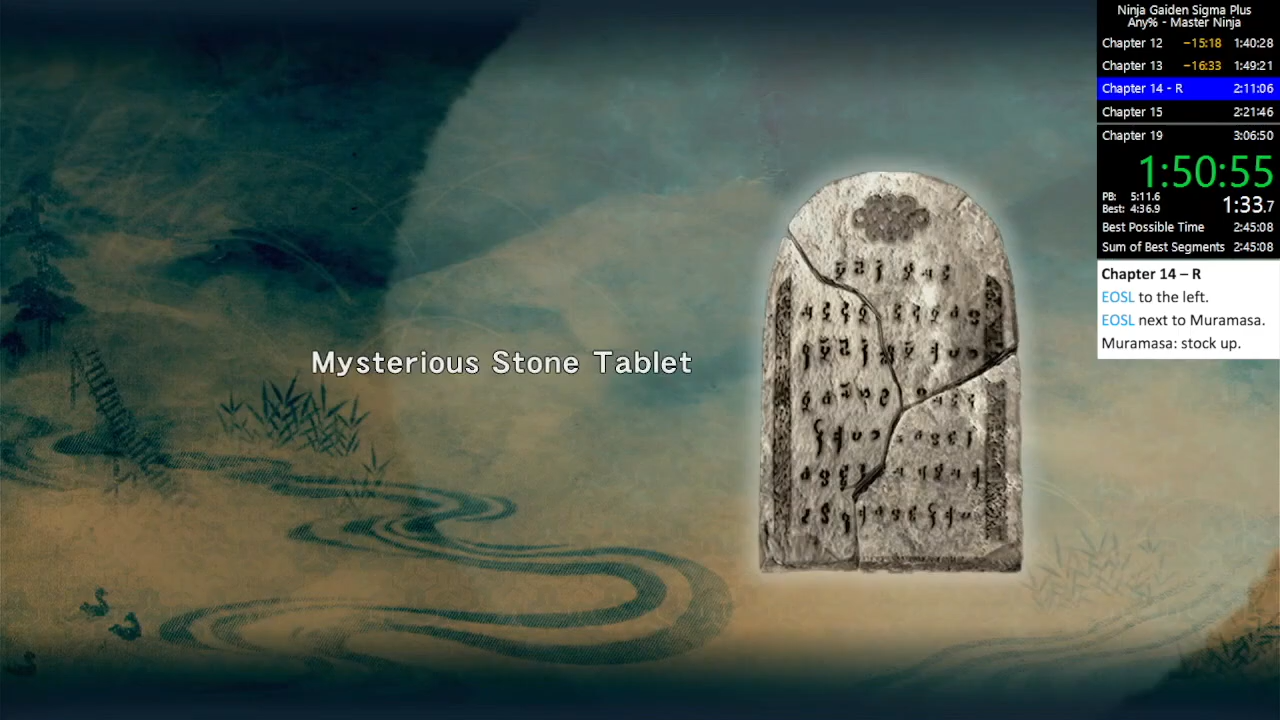 Mysterious Stone Tablet
Ninja Gaiden Sigma Plus
Any% - Master Ninja
Chapter 12 −15:18 1:40:28
Chapter 13 −16:33 1:49:21
Chapter 14 - R 2:11:06
Chapter 15 2:21:46
Chapter 19 3:06:50
1:50:55
PB: 5:11.6
Best: 4:36.9
1:33.7
Best Possible Time 2:45:08
Sum of Best Segments 2:45:08
Chapter 14 – R
EOSL to the left.
EOSL next to Muramasa.
Muramasa: stock up.